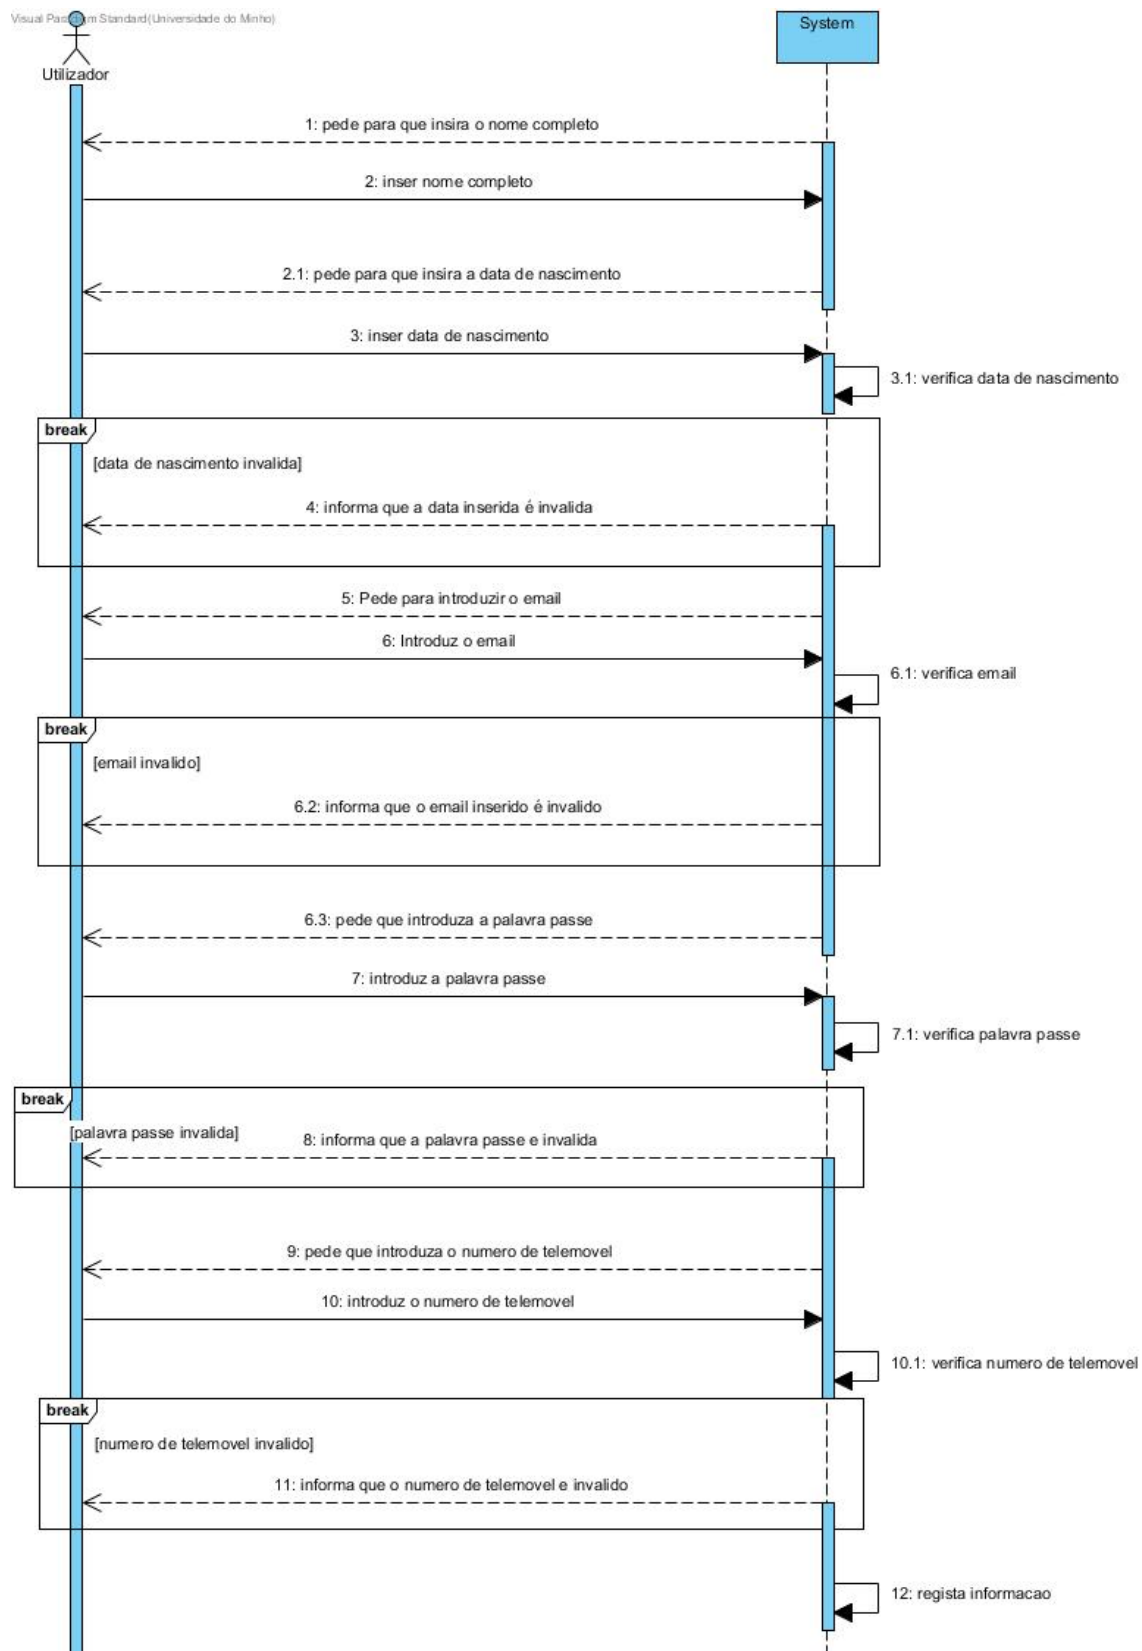 Visual Paradigm Standard(Universidade do Minho)
System
Utilizador
1: pede para que insira o nome completo
2: inser nome completo
2.1: pede para que insira a data de nascimento
3: inser data de nascimento
3.1: verifica data de nascimento
break
[data de nascimento invalida]
4: informa que a data inserida é invalida
5: Pede para introduzir o email
6: Introduz o email
6.1: verifica email
break
[email invalido]
6.2: informa que o email inserido é invalido
6.3: pede que introduza a palavra passe
7: introduz a palavra passe
7.1: verifica palavra passe
break
[palavra passe invalida]
8: informa que a palavra passe e invalida
9: pede que introduza o numero de telemovel
10: introduz o numero de telemovel
10.1: verifica numero de telemovel
break
[numero de telemovel invalido]
11: informa que o numero de telemovel e invalido
12: regista informacao